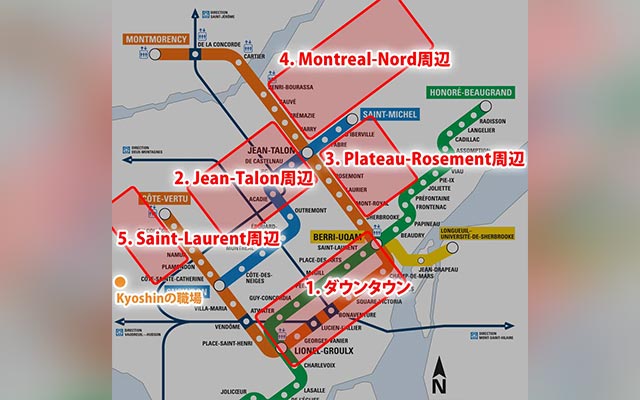 DIRECTION
SAINT-JÉRÔME
DE LA CONCORDE
MONTMORENCY
CARTIER
4. Montreal-Nord周辺
HENRI-BOURASSA
SAUVÉ
CRÉMAZIE
HONORÉ-BEAUGRAND
SAINT-MICHEL
RADISSON
LANGELIER
CADILLAC
ASSOMPTION
VIAU
PIE-IX
JOLIETTE
PRÉFONTAINE
FRONTENAC
PAPINEAU
BEAUDRY
JEAN-TALON
DE CASTELNAU
3. Plateau-Rosement周辺
2. Jean-Talon周辺
ACADIE
OUTREMONT
ROSEMONT
LAURIER
MONT-ROYAL
SHERBROOKE
DIRECTION
DEUX-MONTAGNES
CÔTE-VERTU
5. Saint-Laurent周辺
NAMUR
PLAMONDON
CÔTE-SAINTE-CATHERINE
Kyoshinの職場
CÔTE-DES-
NEIGES
BERRI-UQAM
SAINT-LAURENT
PLACE-DES-ARTS
LONGUEUIL–
UNIVERSITÉ-DE-SHERBROOKE
JEAN-DRAPEAU
CHAMP-DE-MARS
1. ダウンタウン
GUY-CONCORDIA
ATWATER
VILLA-MARIA
VENDÔME
PLACE-SAINT-HENRI
SQUARE-VICTORIA
BONAVENTURE
LUCIEN-L'ALLIER
GEORGES-VANIER
LIONEL-GROULX
CHARLEVOIX
LASALLE
DE L'ÉGLISE
JOLICŒUR
DIRECTION
VAUDREUIL–HUDSON
DIRECTION
MONT-SAINT-HILAIRE
N